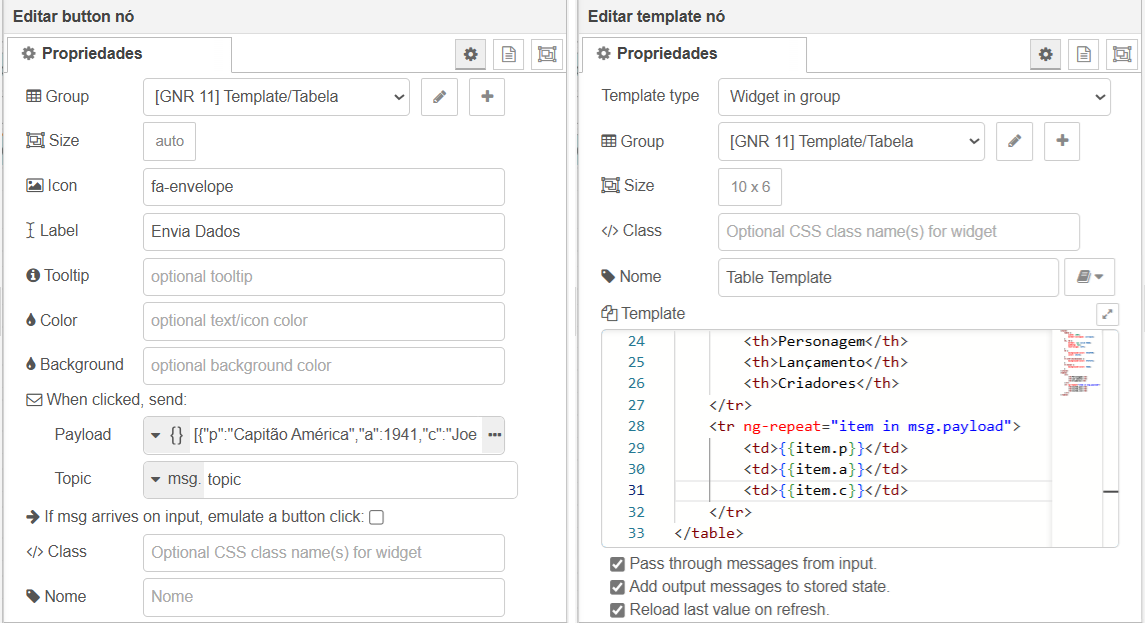 Editar button nó
Propriedades
Group [GNR 11] Template/Tabela
Size auto
Icon fa-envelope
Label Envia Dados
Tooltip optional tooltip
Color optional text/icon color
Background optional background color
When clicked, send:
Payload {} [{"p":"Capitão América","a":1941,"c":"Joe ...
Topic msg. topic
If msg arrives on input, emulate a button click:
</> Class Optional CSS class name(s) for widget
Nome Nome
Editar template nó
Propriedades
Template type Widget in group
Group [GNR 11] Template/Tabela
Size 10 x 6
</> Class Optional CSS class name(s) for widget
Nome Table Template
Template
24 <th>Personagem</th>
25 <th>Lançamento</th>
26 <th>Criadores</th>
27 </tr>
28 <tr ng-repeat="item in msg.payload">
29 <td>{{item.p}}</td>
30 <td>{{item.a}}</td>
31 <td>{{item.c}}</td>
32 </tr>
33 </table>
Pass through messages from input.
Add output messages to stored state.
Reload last value on refresh.